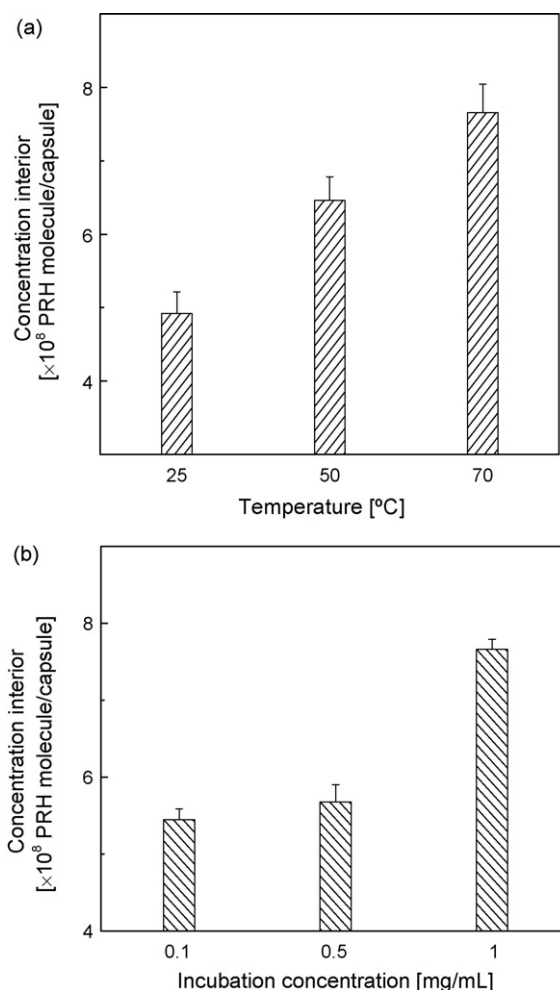 (a)
Concentration interior
[×10⁸ PRH molecule/capsule]
8
6
4
25 50 70
Temperature [ºC]
(b)
Concentration interior
[×10⁸ PRH molecule/capsule]
8
6
4
0.1 0.5 1
Incubation concentration [mg/mL]